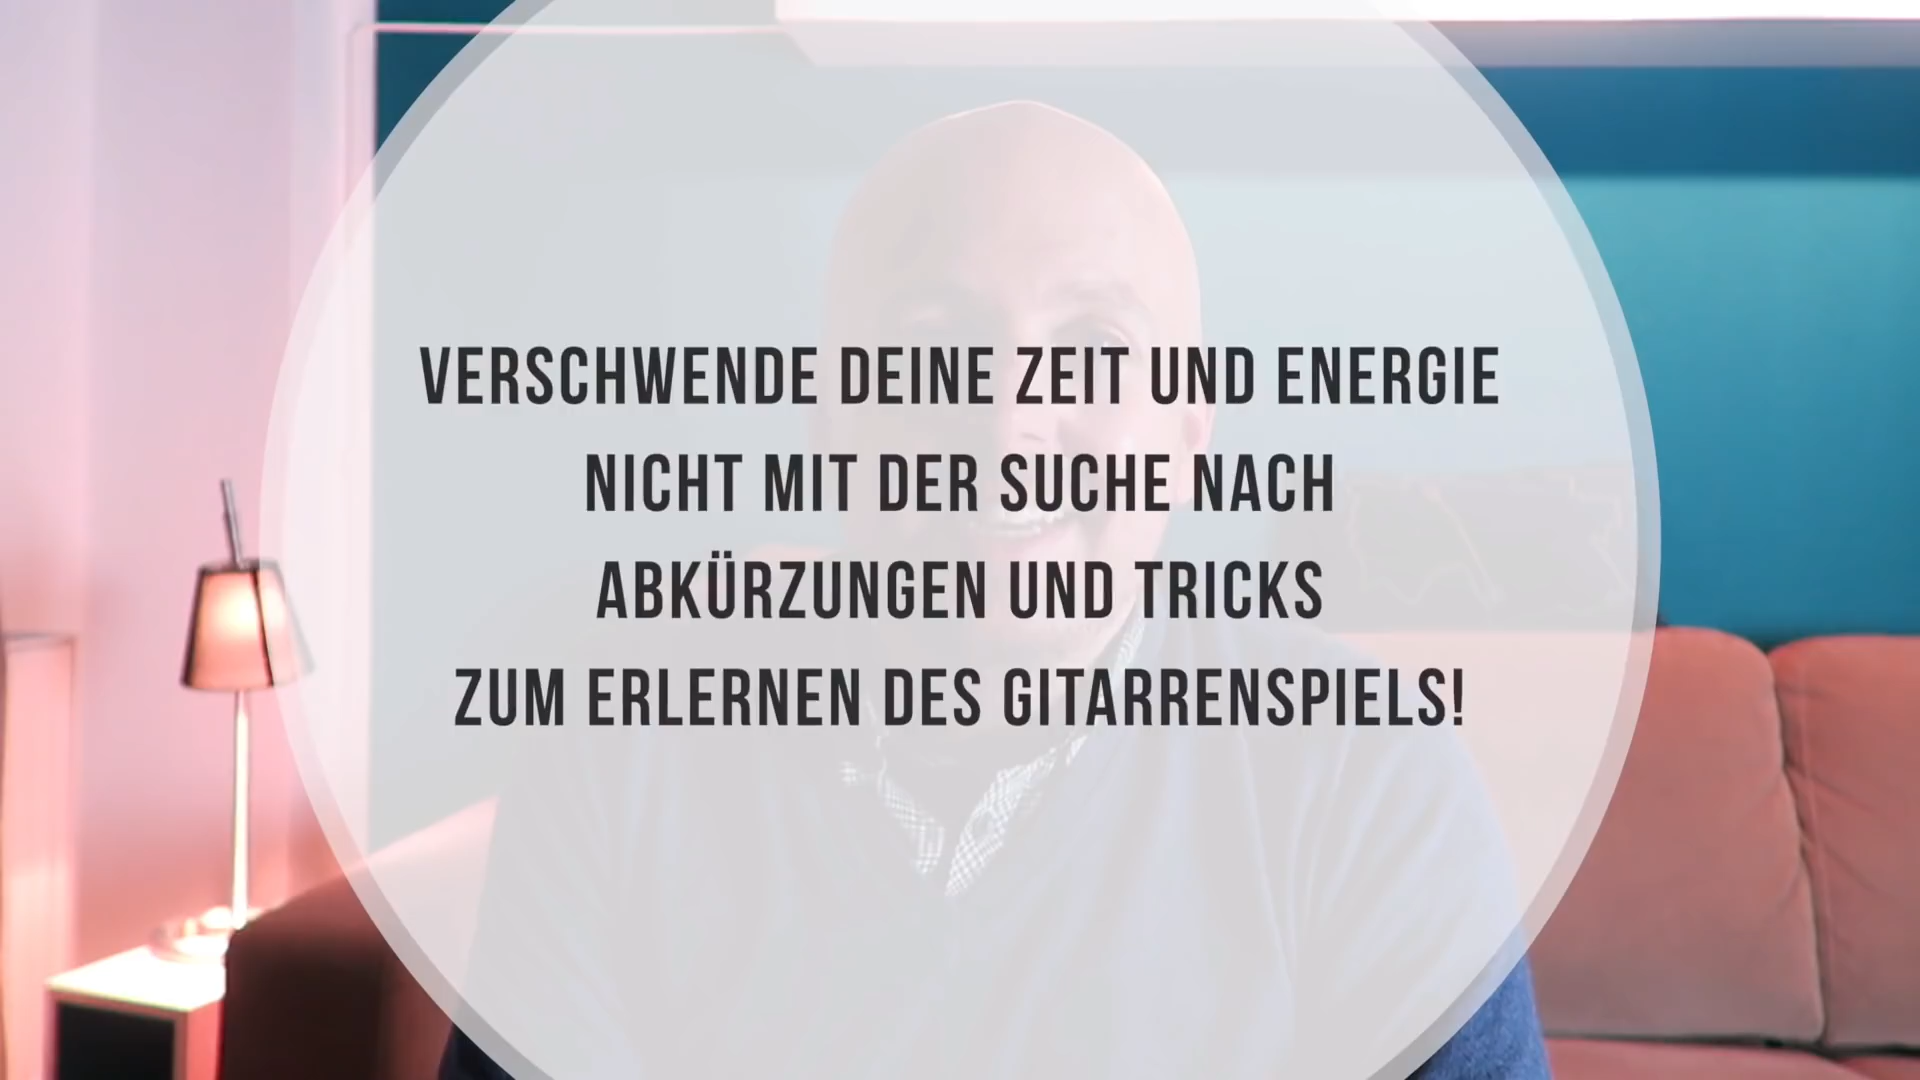 VERSCHWENDE DEINE ZEIT UND ENERGIE
NICHT MIT DER SUCHE NACH
ABKÜRZUNGEN UND TRICKS
ZUM ERLERNEN DES GITARRENSPIELS!